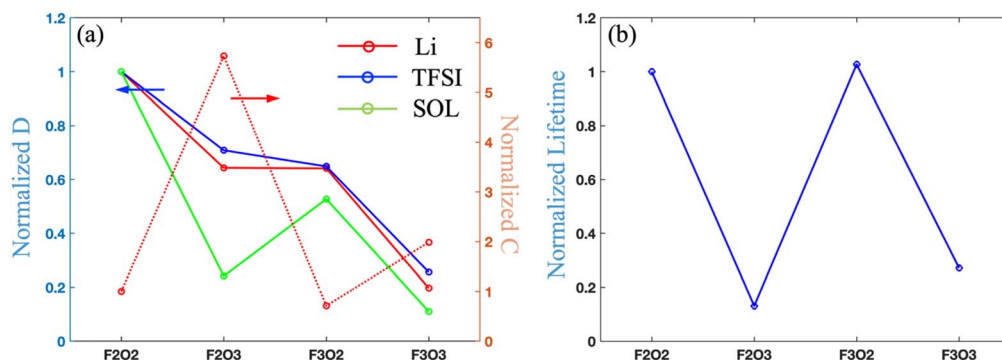 (a)
Li
TFSI
SOL
Normalized D
1.2
1
0.8
0.6
0.4
0.2
0
F2O2
F2O3
F3O2
F3O3
6
5
4
3
2
1
0
Normalized C
(b)
Normalized Lifetime
1.2
1
0.8
0.6
0.4
0.2
0
F2O2
F2O3
F3O2
F3O3